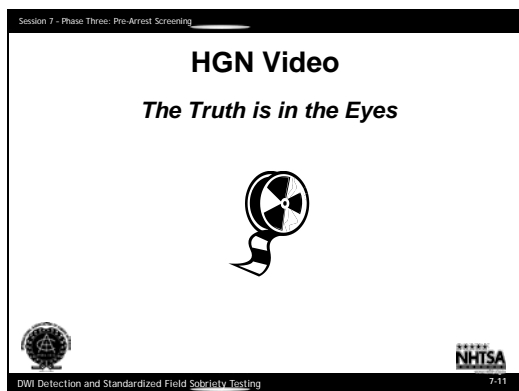 Session 7 – Phase Three: Pre-Arrest Screening
HGN Video
The Truth is in the Eyes
NHTSA
DWI Detection and Standardized Field Sobriety Testing
7-11